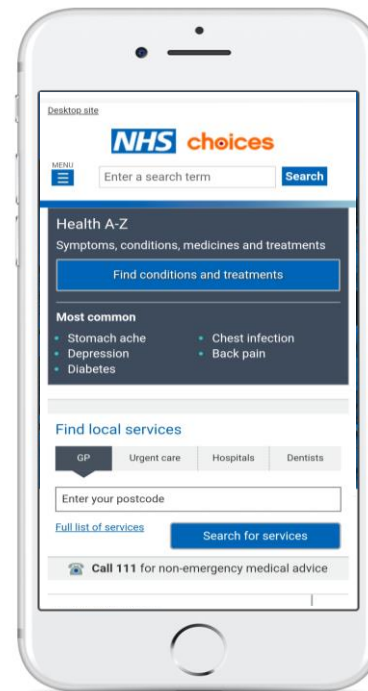 Desktop site
NHS choices
MENU
Enter a search term
Search
Health A-Z
Symptoms, conditions, medicines and treatments
Find conditions and treatments
Most common
Stomach ache
Depression
Diabetes
Chest infection
Back pain
Find local services
GP Urgent care Hospitals Dentists
Enter your postcode
Full list of services
Search for services
Call 111 for non-emergency medical advice